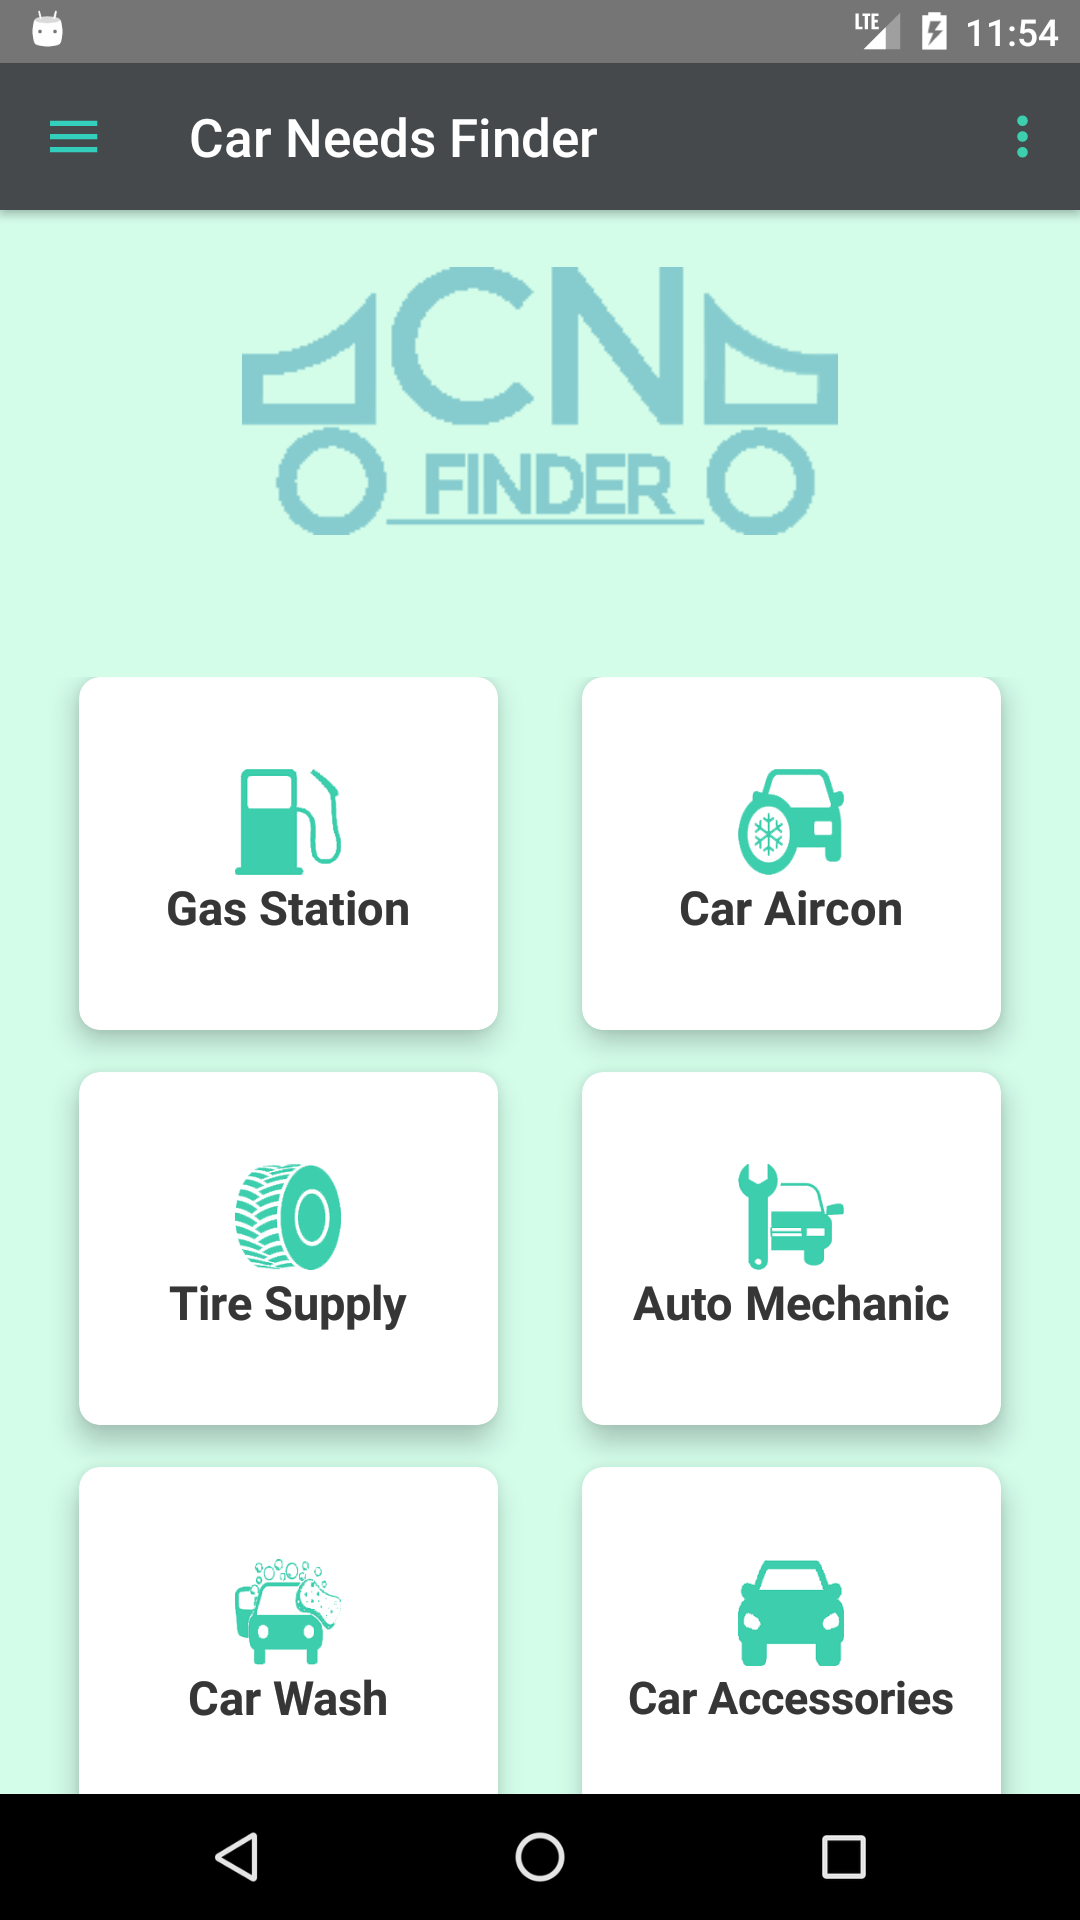 LTE 11:54
Car Needs Finder
CN
FINDER
Gas Station
Car Aircon
Tire Supply
Auto Mechanic
Car Wash
Car Accessories